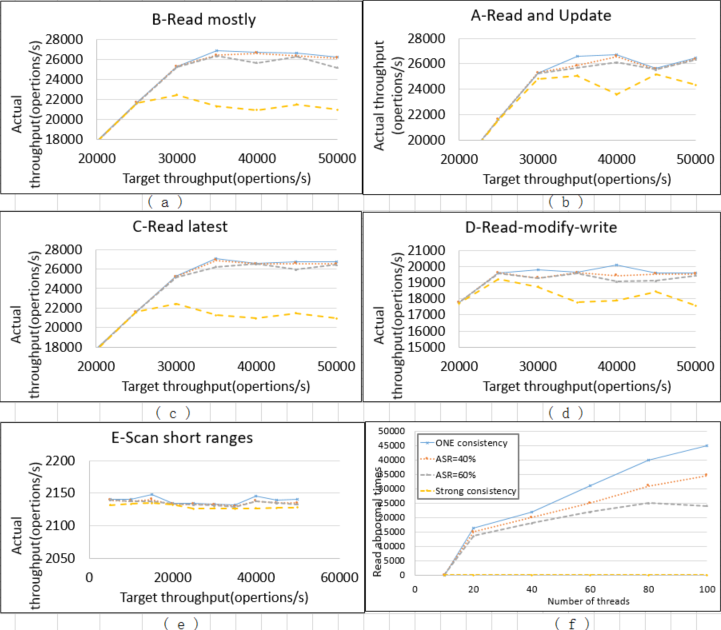 B-Read mostly
28000
26000
24000
22000
20000
18000
20000 30000 40000 50000
Actual
throughput(opertions/s)
Target throughput(opertions/s)
( a )
A-Read and Update
28000
26000
24000
22000
20000
20000 30000 40000 50000
Actual throughput
(opertions/s)
Target throughput(opertions/s)
( b )
C-Read latest
28000
26000
24000
22000
20000
18000
20000 30000 40000 50000
Actual
throughput(opertions/s)
Target throughput(opertions/s)
( c )
D-Read-modify-write
21000
20000
19000
18000
17000
16000
15000
20000 30000 40000 50000
Actual
throughput(opertions/s)
Target throughput(opertions/s)
( d )
E-Scan short ranges
2200
2150
2100
2050
0 20000 40000 60000
Actual
throughput(opertions/s)
Target throughput(opertions/s)
( e )
50000
45000
40000
35000
30000
25000
20000
15000
10000
5000
0
0 20 40 60 80 100
Read abnormal times
Number of threads
ONE consistency
ASR=40%
ASR=60%
Strong consistency
( f )